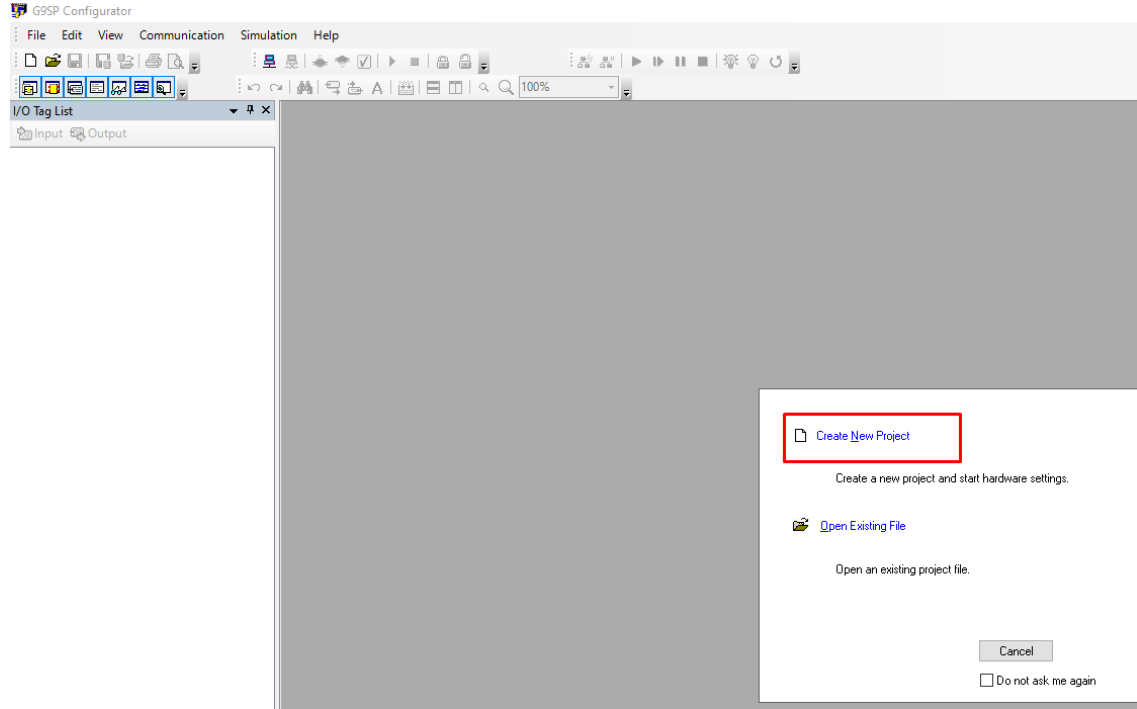 G9SP Configurator
File Edit View Communication Simulation Help
100%
I/O Tag List
Input Output
Create New Project
Create a new project and start hardware settings.
Open Existing File
Open an existing project file.
Cancel
Do not ask me again